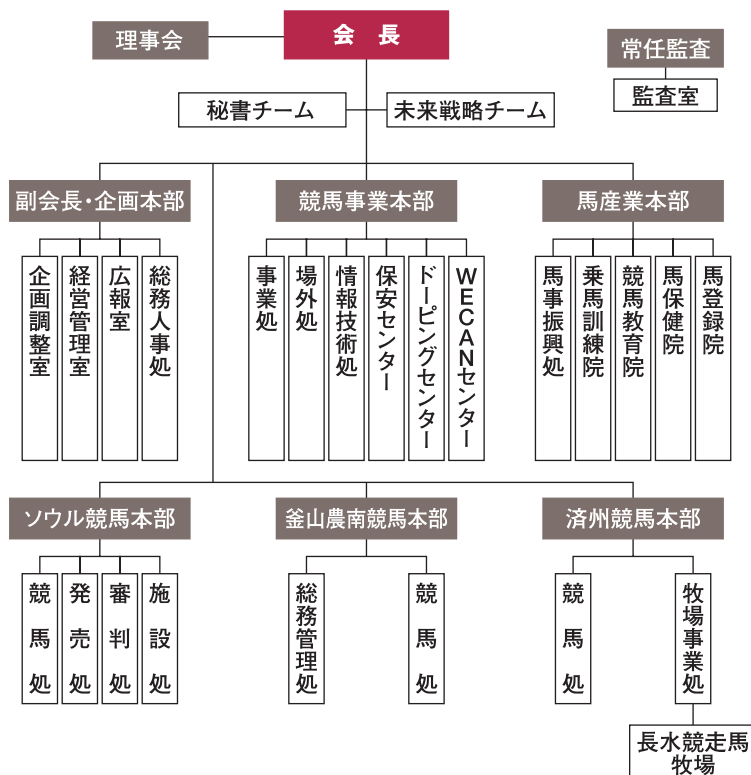 理事会
会 長
常任監査
監査室
秘書チーム
未来戦略チーム
副会長・企画本部
競馬事業本部
馬産業本部
企画調整室
経営管理室
広報室
総務人事処
事業処
場外処
情報技術処
保安センター
ドーピングセンター
WECANセンター
馬事振興処
乗馬訓練院
競馬教育院
馬保健院
馬登録院
ソウル競馬本部
釜山農南競馬本部
済州競馬本部
競馬処
発売処
審判処
施設処
総務管理処
競馬処
競馬処
牧場事業処
長水競走馬
牧場